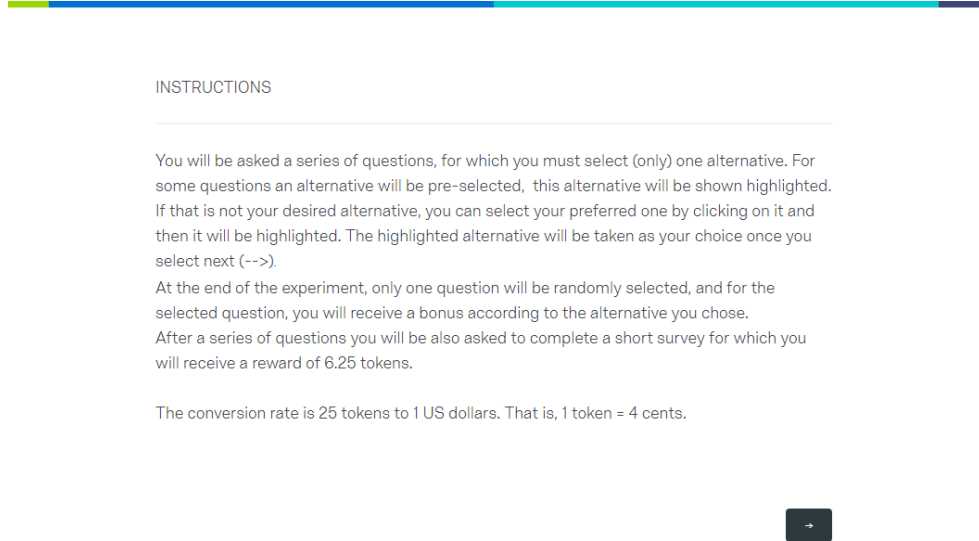 INSTRUCTIONS
You will be asked a series of questions, for which you must select (only) one alternative. For
some questions an alternative will be pre-selected,  this alternative will be shown highlighted.
If that is not your desired alternative, you can select your preferred one by clicking on it and
then it will be highlighted. The highlighted alternative will be taken as your choice once you
select next (-->).
At the end of the experiment, only one question will be randomly selected, and for the
selected question, you will receive a bonus according to the alternative you chose.
After a series of questions you will be also asked to complete a short survey for which you
will receive a reward of 6.25 tokens.
The conversion rate is 25 tokens to 1 US dollars. That is, 1 token = 4 cents.
→